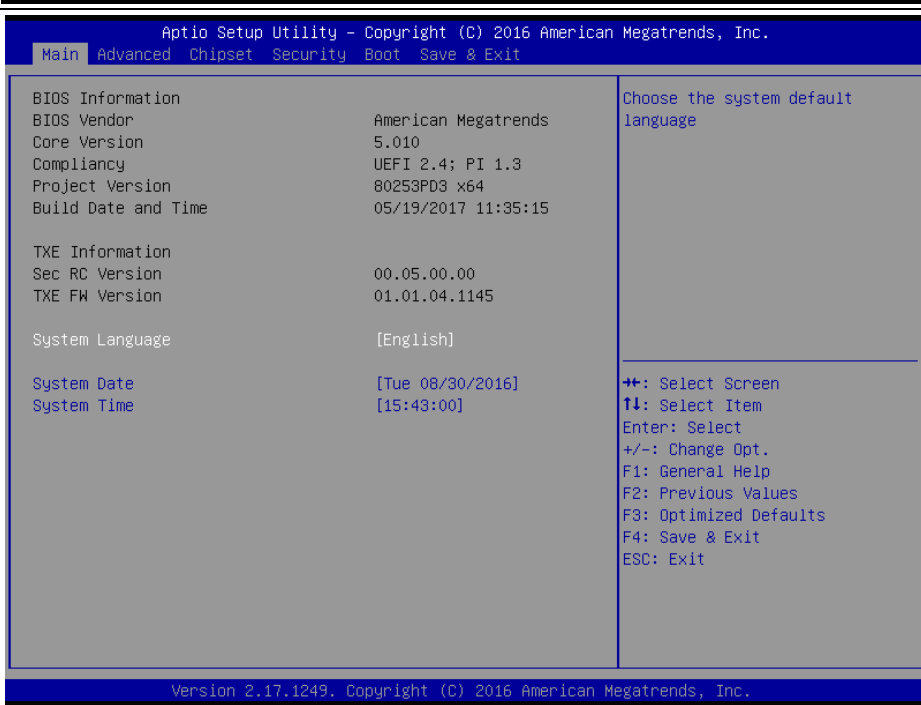 Aptio Setup Utility – Copyright (C) 2016 American Megatrends, Inc.
Main Advanced Chipset Security Boot Save & Exit
BIOS Information
BIOS Vendor American Megatrends
Core Version 5.010
Compliancy UEFI 2.4; PI 1.3
Project Version 80253PD3 x64
Build Date and Time 05/19/2017 11:35:15
TXE Information
Sec RC Version 00.05.00.00
TXE FW Version 01.01.04.1145
System Language [English]
System Date [Tue 08/30/2016]
System Time [15:43:00]
Choose the system default
language
→←: Select Screen
↑↓: Select Item
Enter: Select
+/-: Change Opt.
F1: General Help
F2: Previous Values
F3: Optimized Defaults
F4: Save & Exit
ESC: Exit
Version 2.17.1249. Copyright (C) 2016 American Megatrends, Inc.